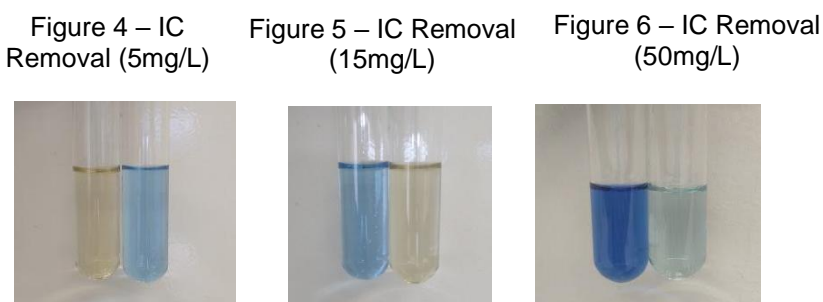 Figure 4 – IC
Removal (5mg/L)
Figure 5 – IC Removal
(15mg/L)
Figure 6 – IC Removal
(50mg/L)